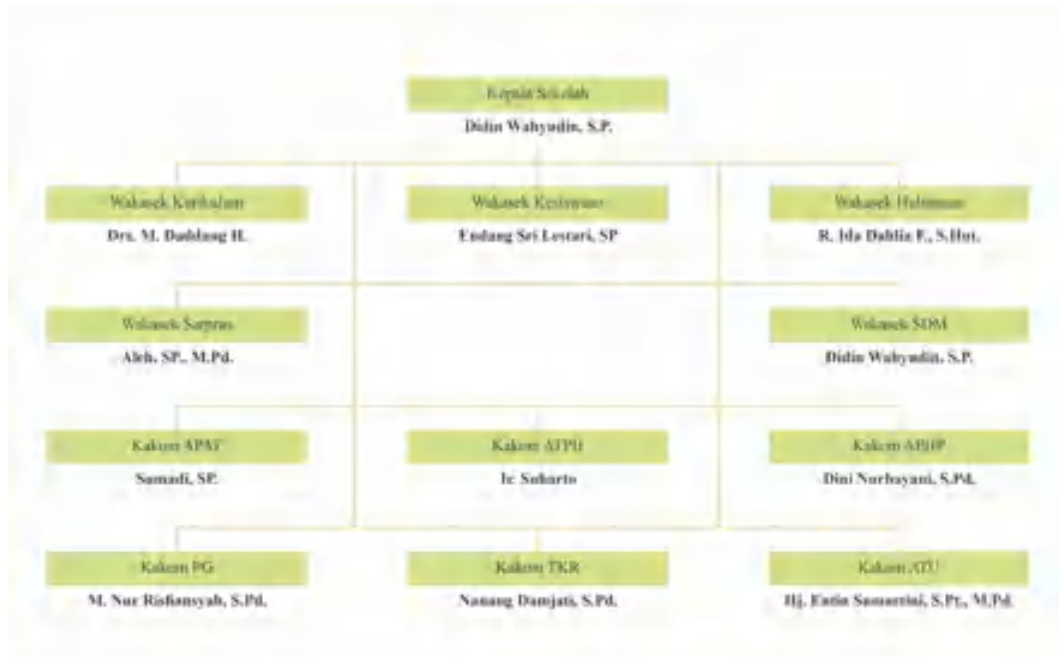 Kepala Sekolah
Didin Wahyudin, S.P.
Wakasek Kurikulum
Wakasek Kesiswaan
Wakasek Hubinmas
Drs. M. Daddang H.
Endang Sri Lestari, SP
R. Ida Dahlia F., S.Hut.
Wakasek Sarpras
Wakasek SDM
Aleh, SP., M.Pd.
Didin Wahyudin, S.P.
Kakom APAT
Kakom ATPH
Kakom APHP
Samadi, SP.
Ir. Suharto
Dini Nurhayani, S.Pd.
Kakom PG
Kakom TKR
Kakom ATU
M. Nur Risfiansyah, S.Pd.
Nanang Damjati, S.Pd.
Hj. Entin Sumartini, S.Pt., M.Pd.